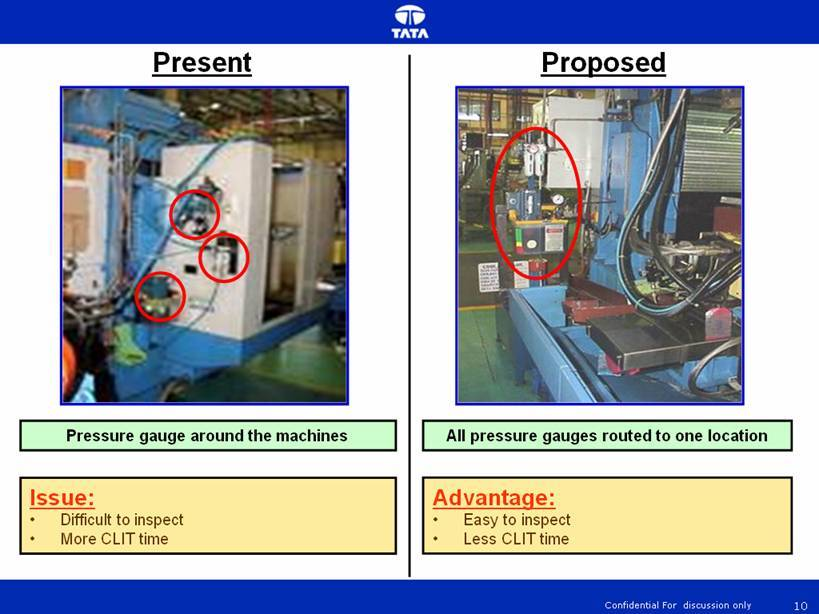 TATA
Present
Proposed
Pressure gauge around the machines
All pressure gauges routed to one location
Issue:
• Difficult to inspect
• More CLIT time
Advantage:
• Easy to inspect
• Less CLIT time
Confidential For discussion only 10